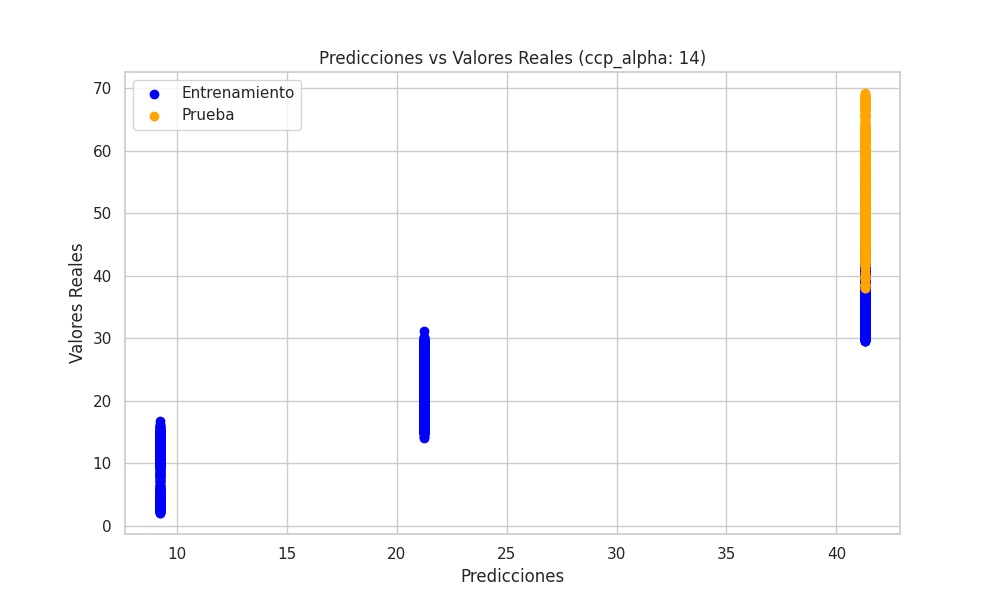 Predicciones vs Valores Reales (ccp_alpha: 14)
Entrenamiento
Prueba
Valores Reales
70
60
50
40
30
20
10
0
10 15 20 25 30 35 40
Predicciones